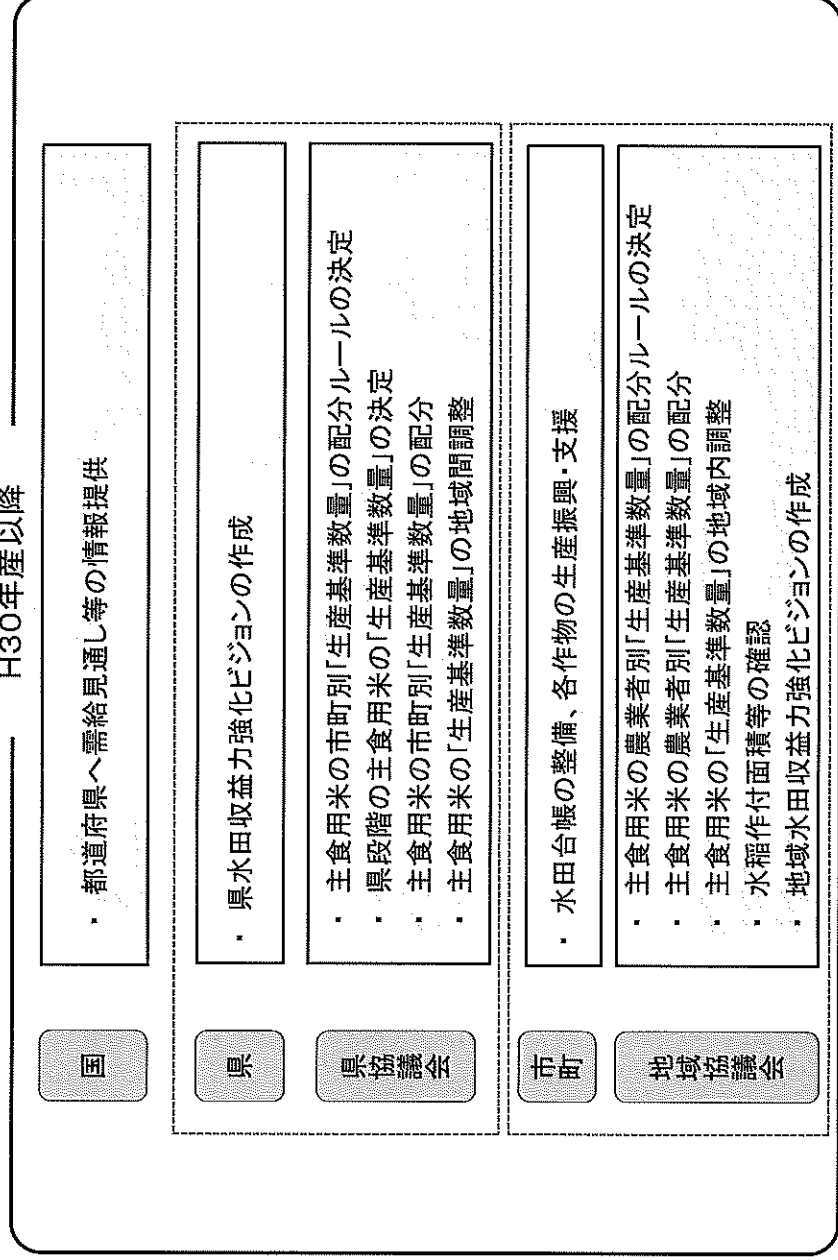 H30年産以降
国
・ 都道府県へ需給見通し等の情報提供
県
・ 県水田収益力強化ビジョンの作成
県協議会
・ 主食用米の市町別「生産基準数量」の配分ルールの決定
・ 県段階の主食用米の「生産基準数量」の決定
・ 主食用米の市町別「生産基準数量」の配分
・ 主食用米の「生産基準数量」の地域間調整
市町
・ 水田台帳の整備、各作物の生産振興・支援
地域協議会
・ 主食用米の農業者別「生産基準数量」の配分ルールの決定
・ 主食用米の農業者別「生産基準数量」の配分
・ 主食用米の「生産基準数量」の地域内調整
・ 水稲作付面積等の確認
・ 地域水田収益力強化ビジョンの作成